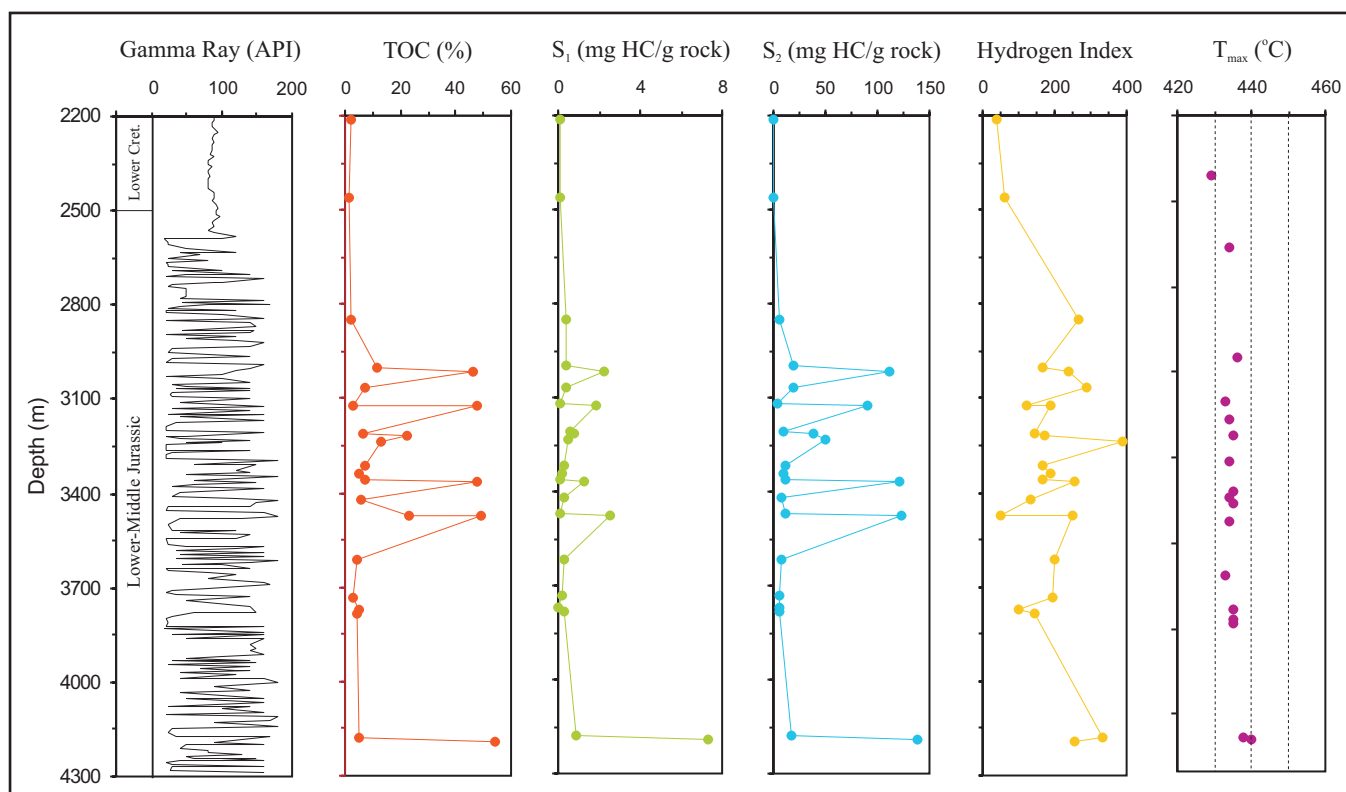 Gamma Ray (API) TOC (%) S₁ (mg HC/g rock) S₂ (mg HC/g rock) Hydrogen Index Tmax (°C)
0 100 200 0 20 40 60 0 4 8 0 50 100 150 0 200 400 420 440 460
2200
2500
2800
3100
3400
3700
4000
4300
Depth (m)
Lower Cret.
Lower-Middle Jurassic